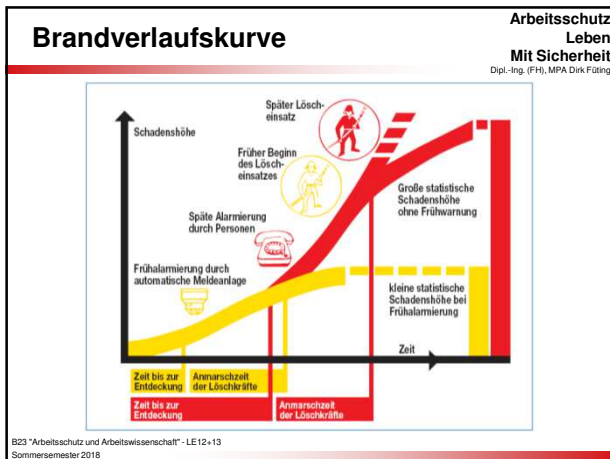 Brandverlaufskurve
Arbeitsschutz
Leben
Mit Sicherheit
Dipl.-Ing. (FH), MPA Dirk Füting
Schadenshöhe
Später Lösch-
einsatz
Früher Beginn
des Lösch-
einsatzes
Späte Alarmierung
durch Personen
Frühalarmierung durch
automatische Meldeanlage
Große statistische
Schadenshöhe
ohne Frühwarnung
kleine statistische
Schadenshöhe bei
Frühalarmierung
Zeit
Zeit bis zur
Entdeckung
Anmarschzeit
der Löschkräfte
Zeit bis zur
Entdeckung
Anmarschzeit
der Löschkräfte
B23 "Arbeitsschutz und Arbeitswissenschaft" - LE12+13
Sommersemester 2018